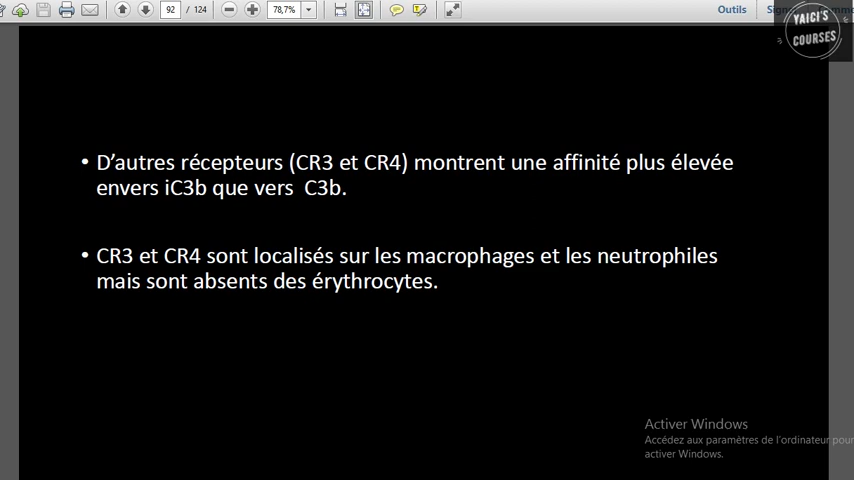 92 / 124 78,7% Outils
YAICI'S
COURSES
• D'autres récepteurs (CR3 et CR4) montrent une affinité plus élevée
envers iC3b que vers C3b.
• CR3 et CR4 sont localisés sur les macrophages et les neutrophiles
mais sont absents des érythrocytes.
Activer Windows
Accédez aux paramètres de l'ordinateur pour
activer Windows.